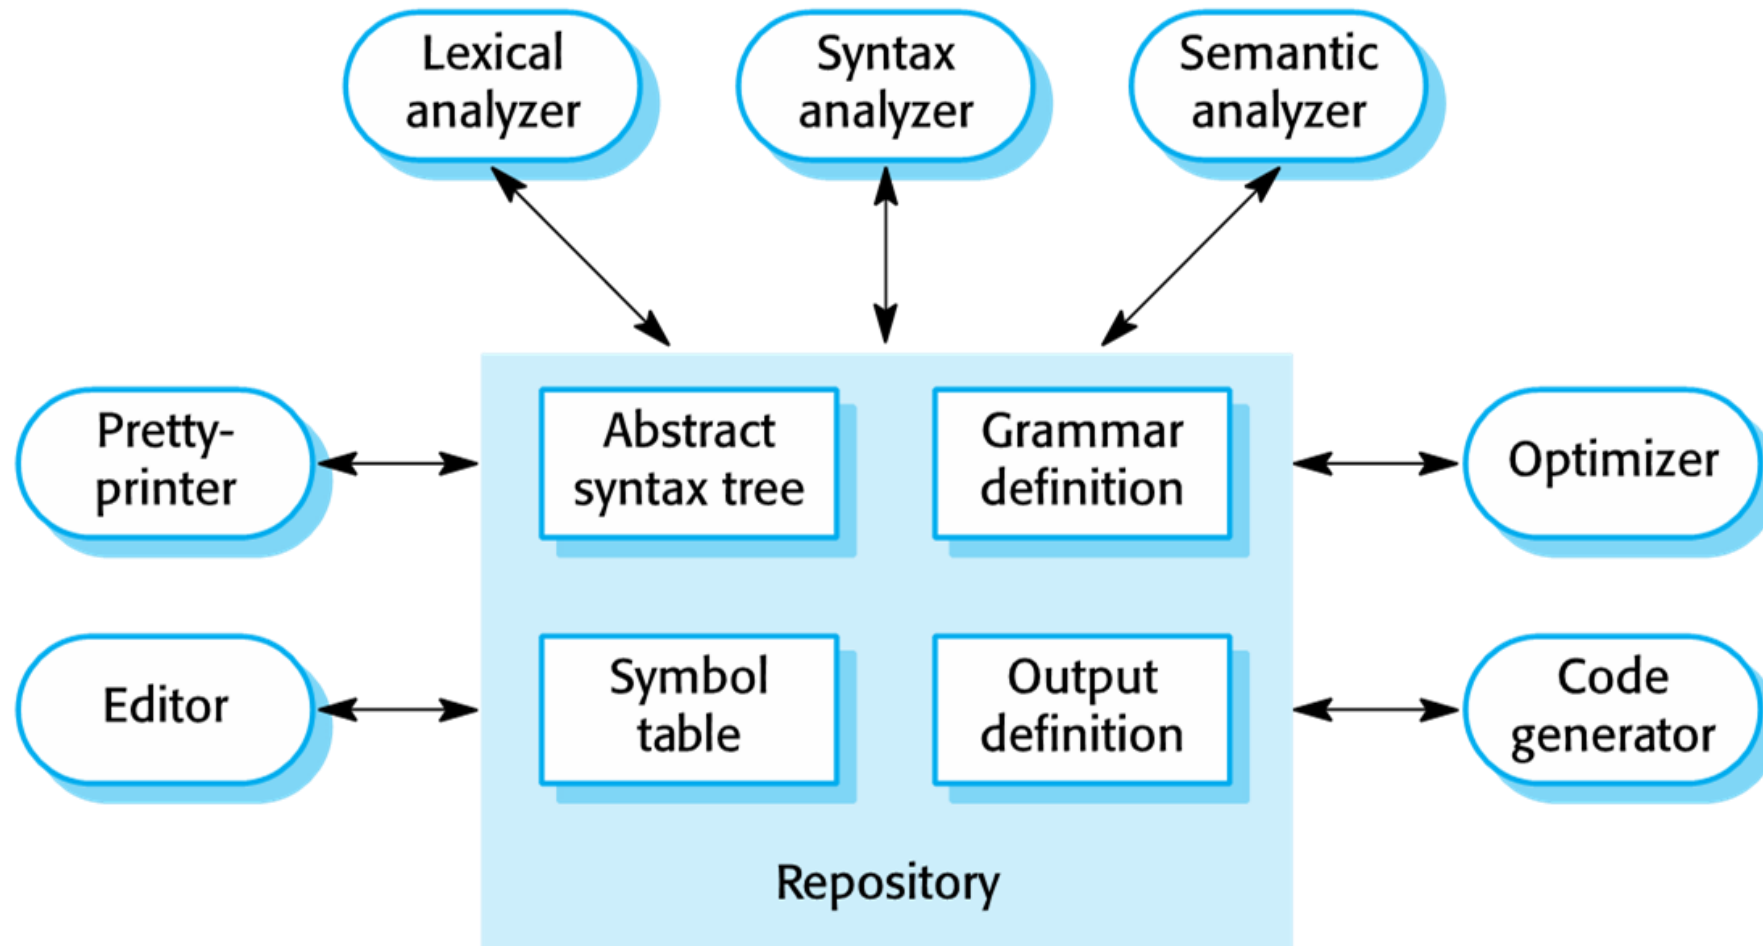 Lexical
analyzer
Syntax
analyzer
Semantic
analyzer
Pretty-
printer
Abstract
syntax tree
Grammar
definition
Optimizer
Editor
Symbol
table
Output
definition
Code
generator
Repository